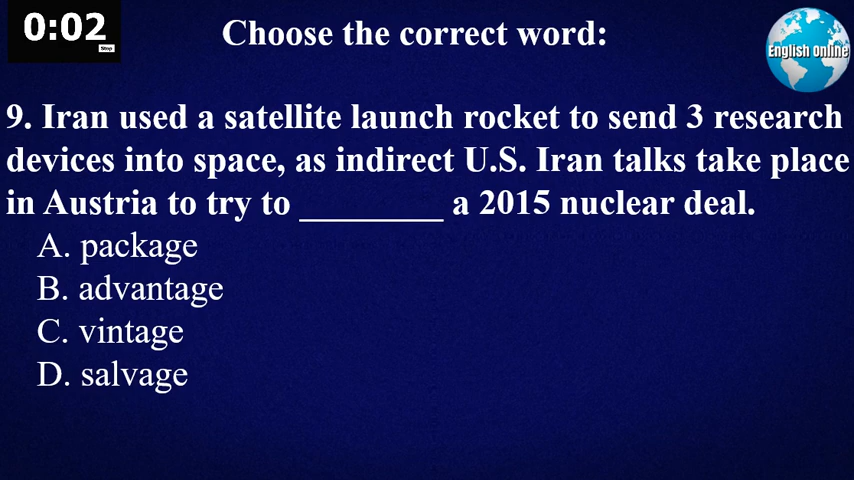 0:02
Stop
Choose the correct word:
English Online
9. Iran used a satellite launch rocket to send 3 research
devices into space, as indirect U.S. Iran talks take place
in Austria to try to ________ a 2015 nuclear deal.
A. package
B. advantage
C. vintage
D. salvage